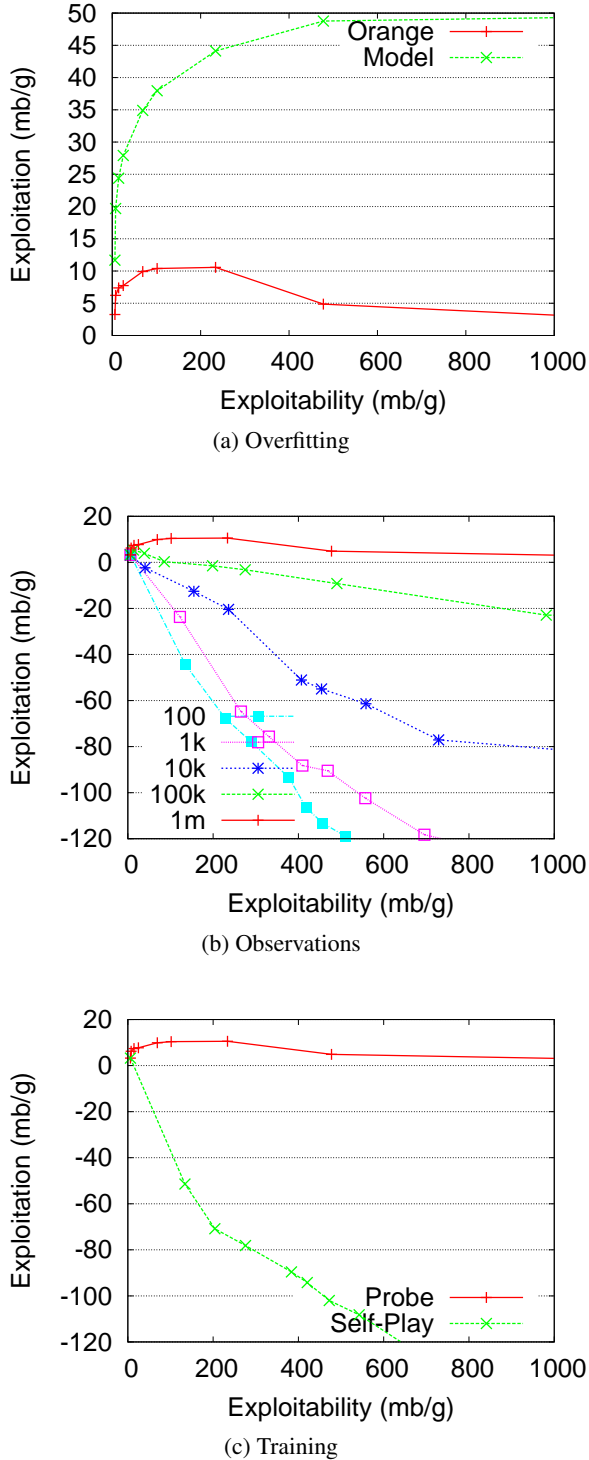 50
45
40
35
30
25
20
15
10
5
0
Exploitation (mb/g)
Orange
Model
0 200 400 600 800 1000
Exploitability (mb/g)
(a) Overfitting
20
0
-20
-40
-60
-80
-100
-120
Exploitation (mb/g)
100
1k
10k
100k
1m
0 200 400 600 800 1000
Exploitability (mb/g)
(b) Observations
20
0
-20
-40
-60
-80
-100
-120
Exploitation (mb/g)
Probe
Self-Play
0 200 400 600 800 1000
Exploitability (mb/g)
(c) Training